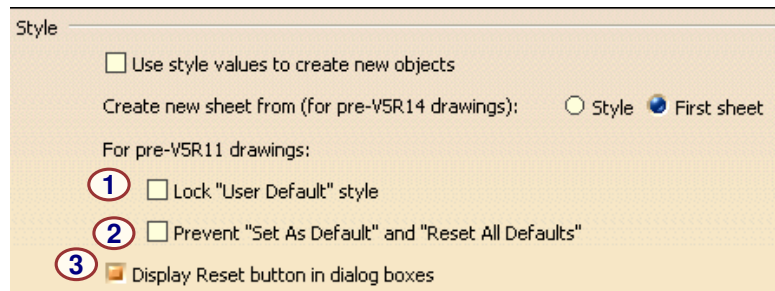 Style
Use style values to create new objects
Create new sheet from (for pre-V5R14 drawings): Style First sheet
For pre-V5R11 drawings:
1 Lock "User Default" style
2 Prevent "Set As Default" and "Reset All Defaults"
3 Display Reset button in dialog boxes